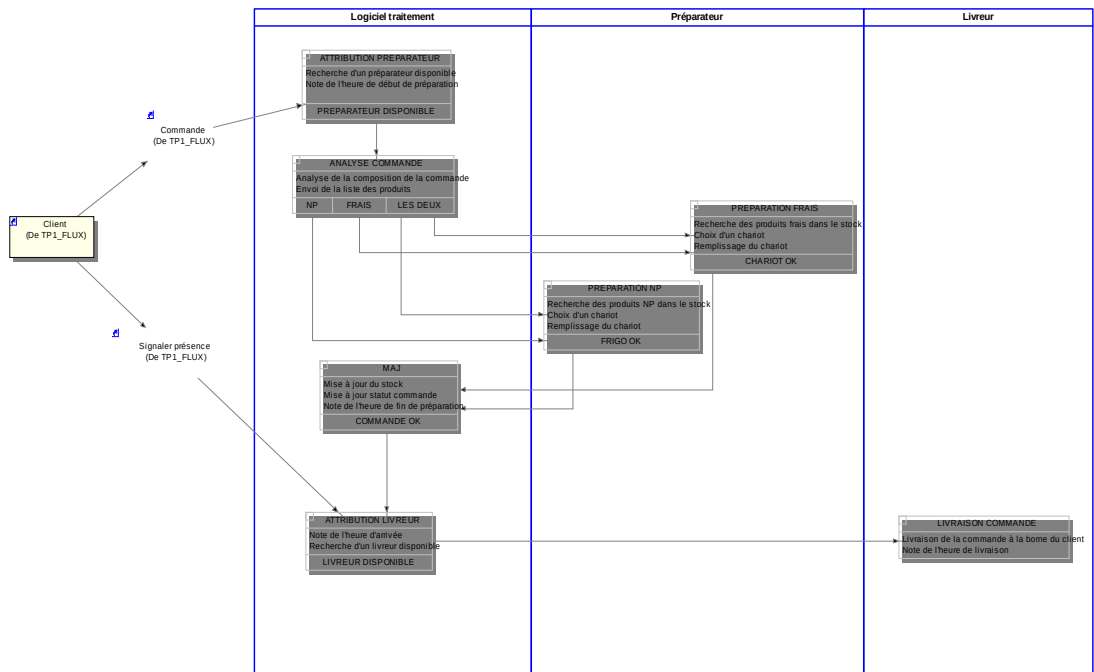 Logiciel traitement
Préparateur
Livreur
ATTRIBUTION PREPARATEUR
Recherche d'un préparateur disponible
Note de l'heure de début de préparation
PREPARATEUR DISPONIBLE
Commande
(De TP1_FLUX)
ANALYSE COMMANDE
Analyse de la composition de la commande
Envoi de la liste des produits
NP
FRAIS
LES DEUX
Client
(De TP1_FLUX)
PREPARATION FRAIS
Recherche des produits frais dans le stock
Choix d'un chariot
Remplissage du chariot
CHARIOT OK
PREPARATION NP
Recherche des produits NP dans le stock
Choix d'un chariot
Remplissage du chariot
FRIGO OK
Signaler présence
(De TP1_FLUX)
MAJ
Mise à jour du stock
Mise à jour statut commande
Note de l'heure de fin de préparation
COMMANDE OK
ATTRIBUTION LIVREUR
Note de l'heure d'arrivée
Recherche d'un livreur disponible
LIVREUR DISPONIBLE
LIVRAISON COMMANDE
Livraison de la commande à la borne du client
Note de l'heure de livraison